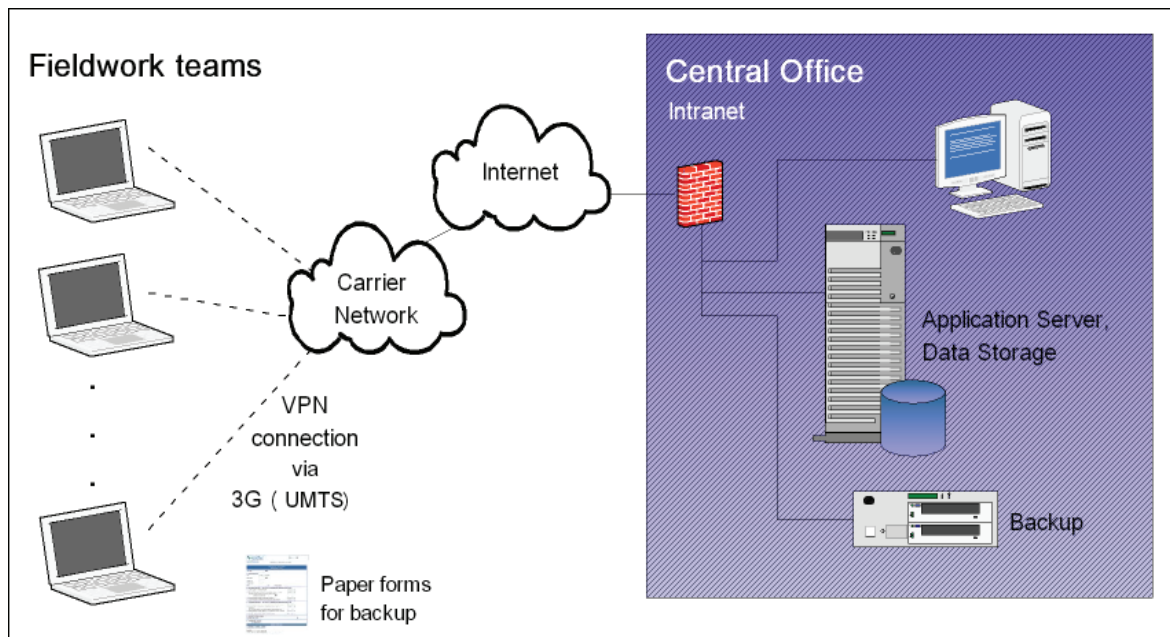 Fieldwork teams
Central Office
Intranet
Internet
Carrier
Network
VPN
connection
via
3G ( UMTS)
Application Server,
Data Storage
Backup
Paper forms
for backup